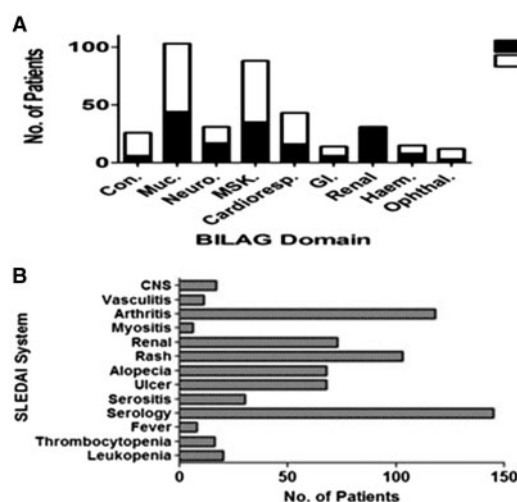 A
No. of Patients
100
50
0
Con.
Muc.
Neuro.
MSK.
Cardioresp.
GI.
Renal
Haem.
Ophthal.
BILAG Domain
B
SLEDAI System
CNS
Vasculitis
Arthritis
Myositis
Renal
Rash
Alopecia
Ulcer
Serositis
Serology
Fever
Thrombocytopenia
Leukopenia
0
50
100
150
No. of Patients